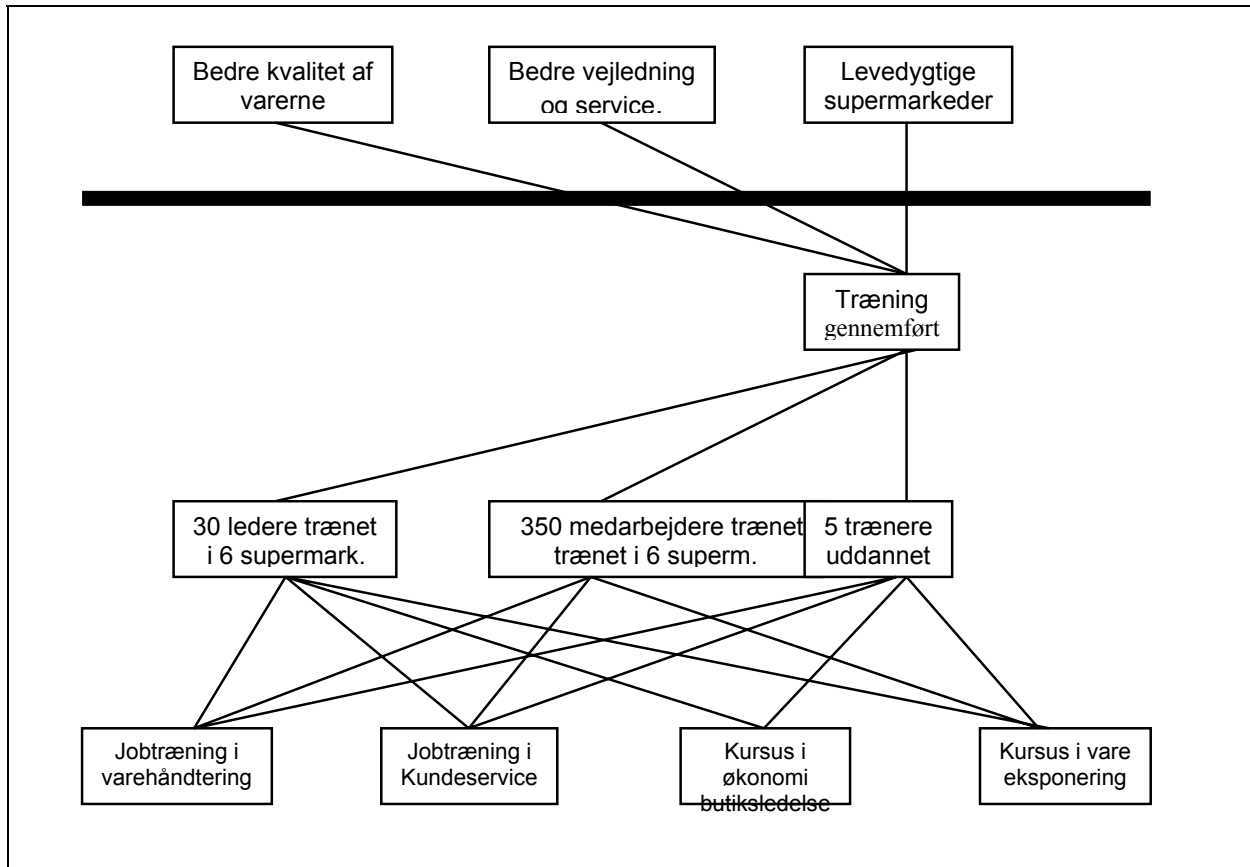 Bedre kvalitet af
varerne
Bedre vejledning
og service.
Levedygtige
supermarkeder
Træning
gennemført
30 ledere trænet
i 6 supermark.
350 medarbejdere trænet
trænet i 6 superm.
5 trænere
uddannet
Jobtræning i
varehåndtering
Jobtræning i
Kundeservice
Kursus i
økonomi
butiksledelse
Kursus i vare
eksponering